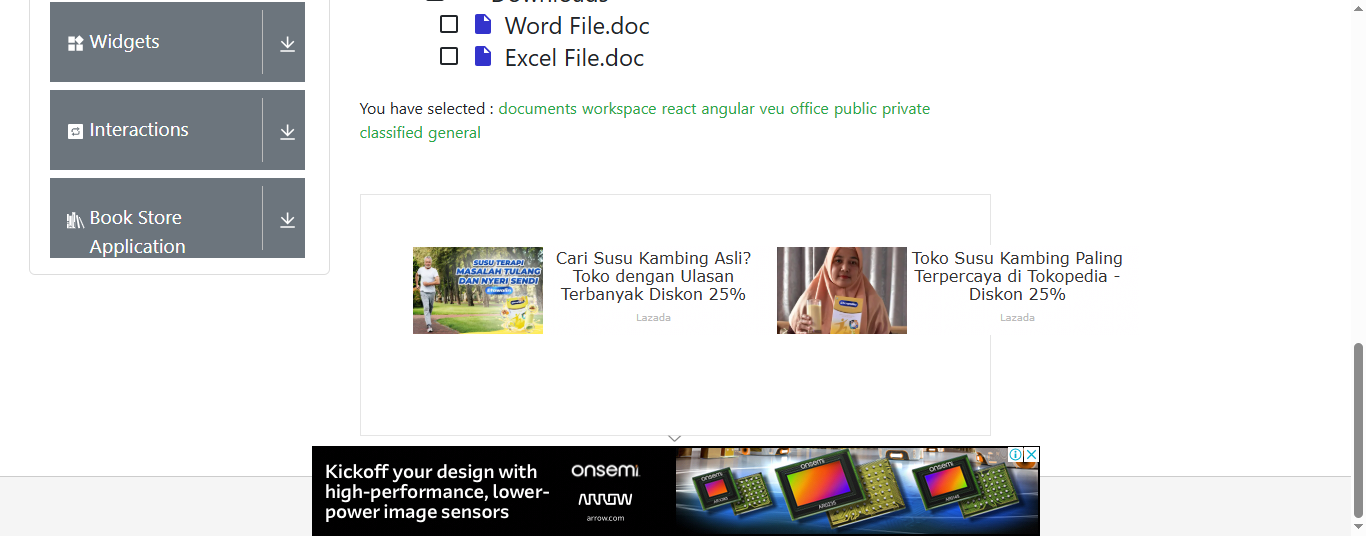 Downloads
Word File.doc
Excel File.doc
You have selected : documents workspace react angular veu office public private
classified general
Widgets
Interactions
Book Store
Application
SUSU TERAPI
MASALAH TULANG
DAN NYERI SENDI
Cari Susu Kambing Asli?
Toko dengan Ulasan
Terbanyak Diskon 25%
Lazada
Toko Susu Kambing Paling
Terpercaya di Tokopedia -
Diskon 25%
Lazada
Kickoff your design with
high-performance, lower-
power image sensors
onsemi
ARROW
arrow.com
onsemi
onsemi
onsemi